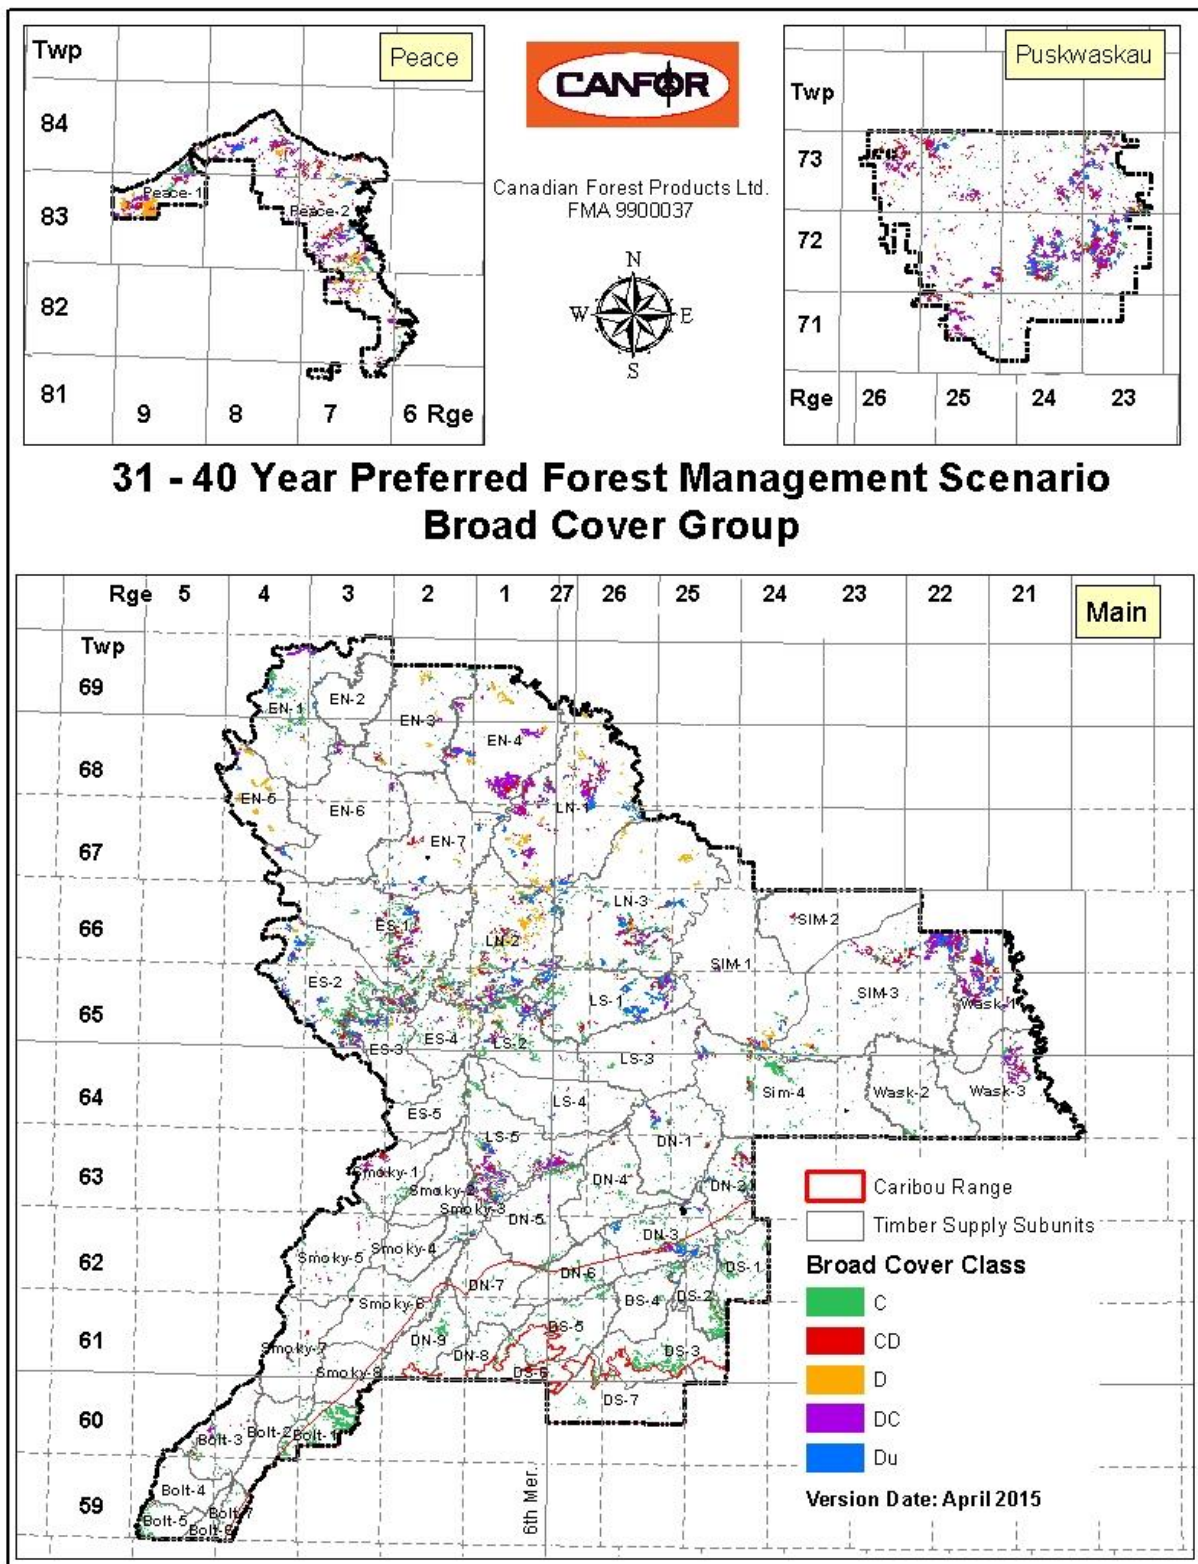 Twp
Peace
84
83
82
81
Peace-1
Peace-2
9 8 7 6 Rge
CANFOR
Canadian Forest Products Ltd.
FMA 9900037
N
W E
S
Puskwaskau
Twp
73
72
71
Rge 26 25 24 23
31 - 40 Year Preferred Forest Management Scenario
Broad Cover Group
Rge 5 4 3 2 1 27 26 25 24 23 22 21
Main
Twp
69
EN-1
EN-2
EN-3
EN-4
68
EN-5
EN-6
LN-1
67
EN-7
66
ES-1
LN-2
LN-3
SIM-1
SIM-2
65
ES-2
ES-3
ES-4
LS-1
LS-2
LS-3
SIM-3
Wask-1
64
ES-5
LS-4
Sim-4
Wask-2
Wask-3
LS-5
DN-1
63
Smoky-1
Smoky-2
Smoky-3
DN-4
DN-2
DN-5
62
Smoky-5
Smoky-4
DN-3
DN-7
DN-6
DS-1
Smoky-6
DS-4
DS-2
61
Smoky-7
DN-9
DN-8
DS-5
DS-3
Smoky-8
DS-6
DS-7
60
Bolt-3
Bolt-2
Bolt-1
59
Bolt-4
Bolt-5
Bolt-7
Bolt-6
6th Mer.
Caribou Range
Timber Supply Subunits
Broad Cover Class
C
CD
D
DC
Du
Version Date: April 2015